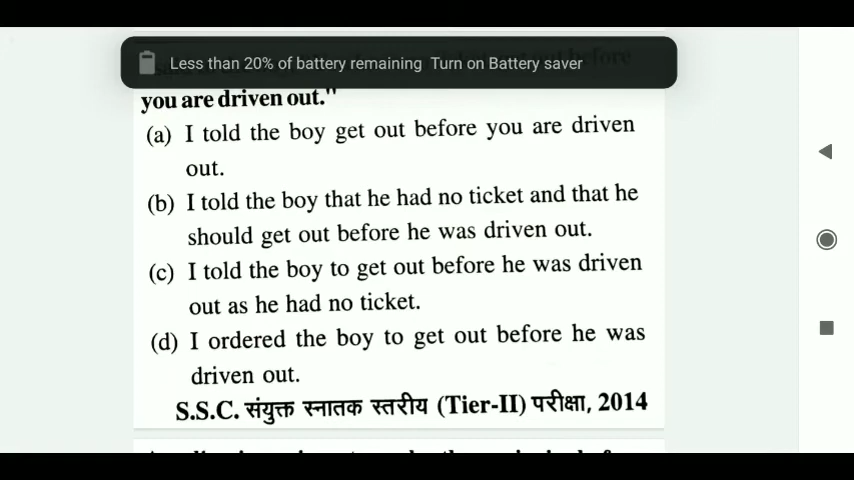 Less than 20% of battery remaining Turn on Battery saver
you are driven out."
(a) I told the boy get out before you are driven
out.
(b) I told the boy that he had no ticket and that he
should get out before he was driven out.
(c) I told the boy to get out before he was driven
out as he had no ticket.
(d) I ordered the boy to get out before he was
driven out.
S.S.C. संयुक्त स्नातक स्तरीय (Tier-II) परीक्षा, 2014